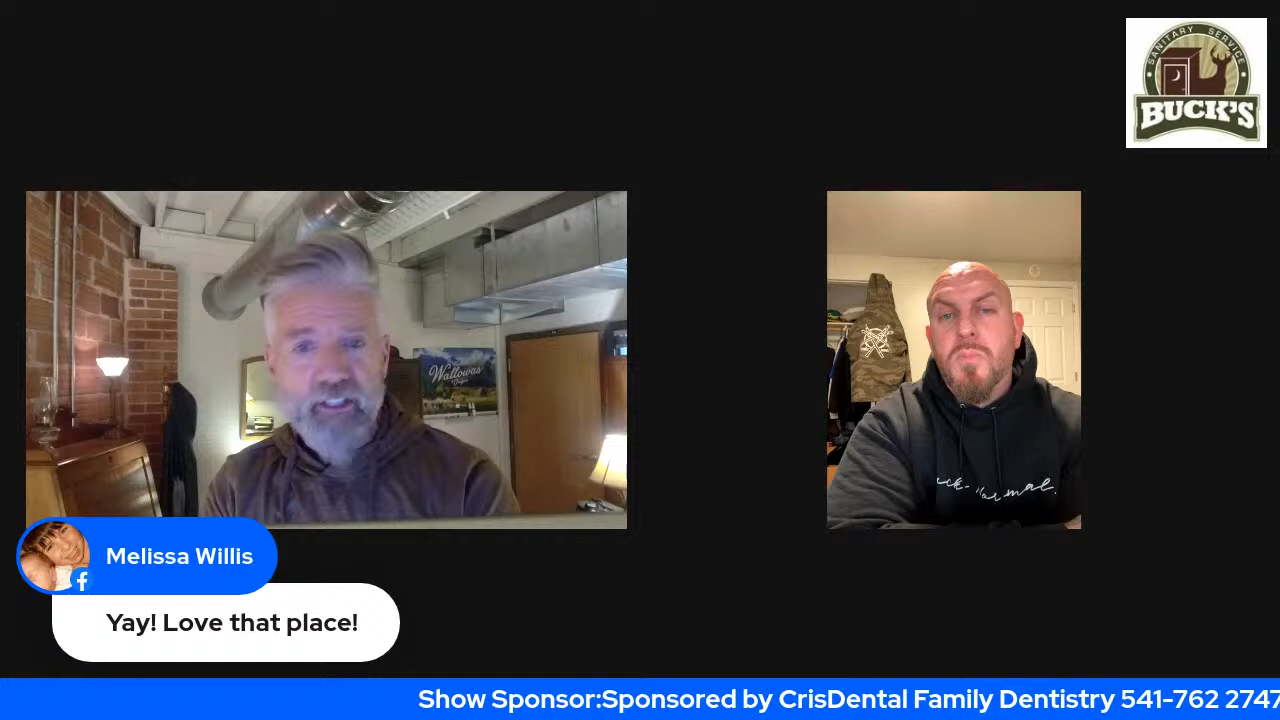 SANITARY SERVICE
BUCK'S
Wallowas
Melissa Willis
Yay! Love that place!
Show Sponsor:Sponsored by CrisDental Family Dentistry 541-762 2747